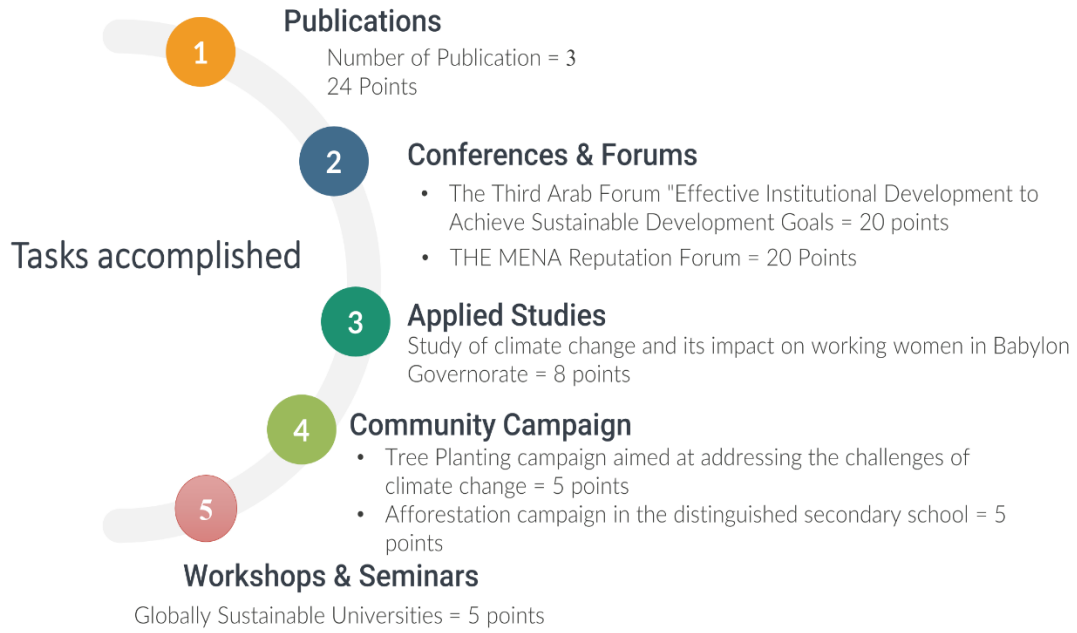 Tasks accomplished
1
Publications
Number of Publication = 3
24 Points
2
Conferences & Forums
• The Third Arab Forum "Effective Institutional Development to
Achieve Sustainable Development Goals = 20 points
• THE MENA Reputation Forum = 20 Points
3
Applied Studies
Study of climate change and its impact on working women in Babylon
Governorate = 8 points
4
Community Campaign
• Tree Planting campaign aimed at addressing the challenges of
climate change = 5 points
• Afforestation campaign in the distinguished secondary school = 5
points
5
Workshops & Seminars
Globally Sustainable Universities = 5 points